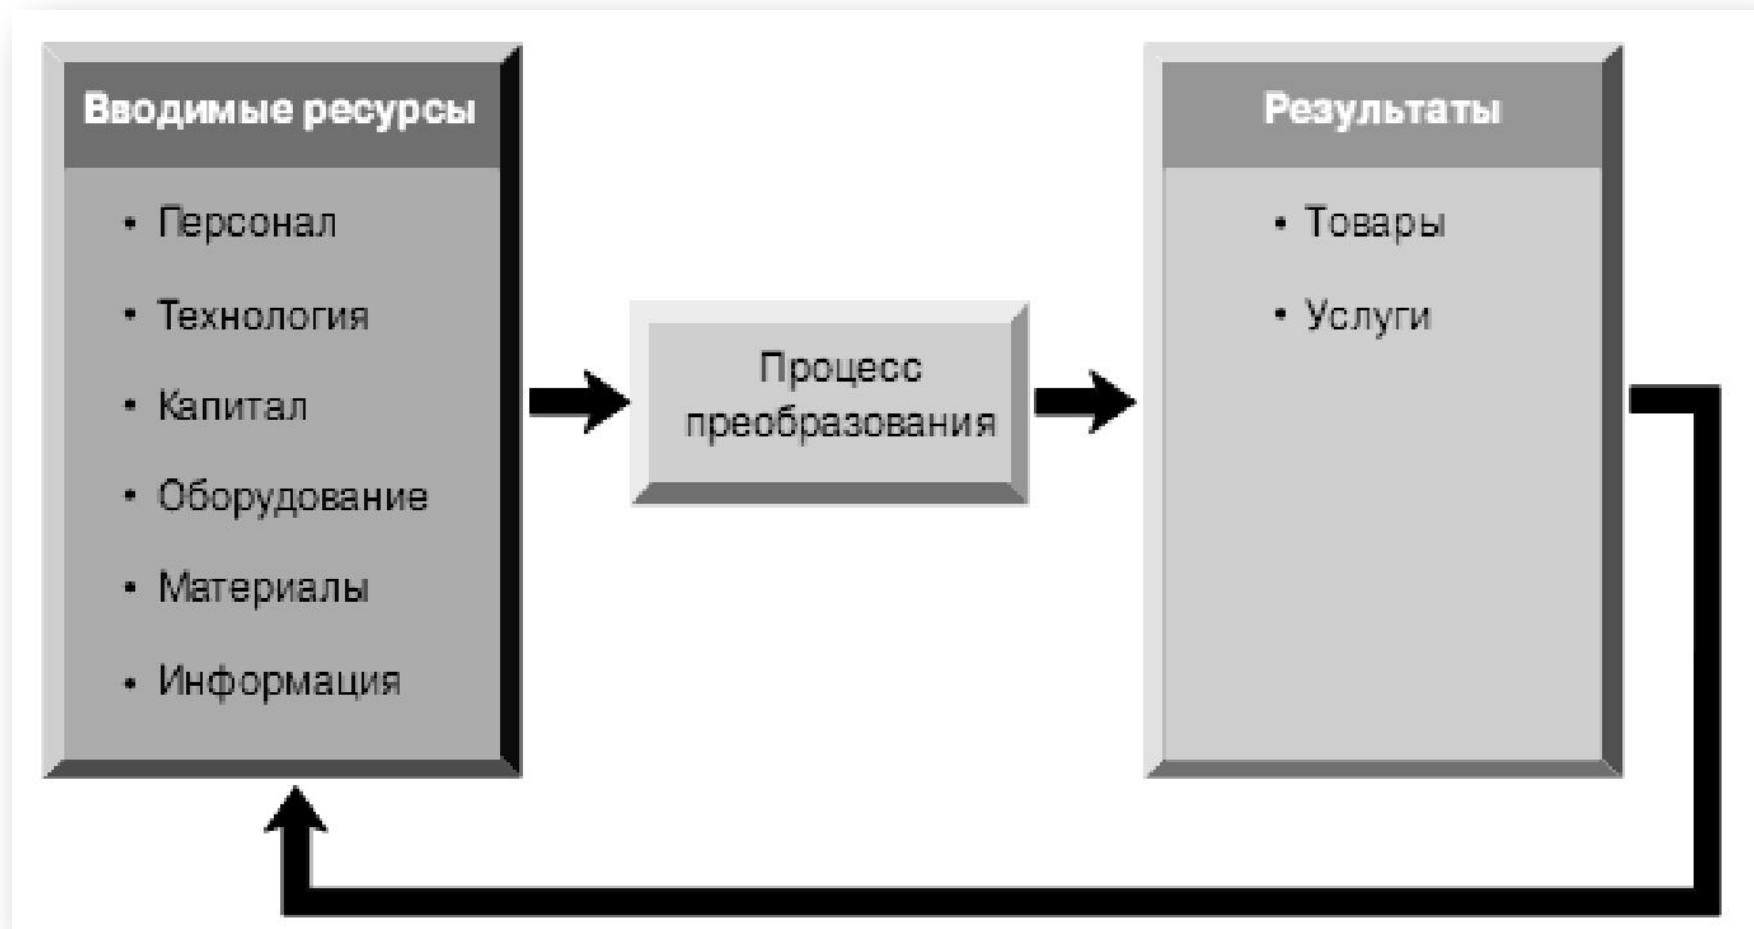 Вводимые ресурсы
• Персонал
• Технология
• Капитал
• Оборудование
• Материалы
• Информация
Процесс
преобразования
Результаты
• Товары
• Услуги